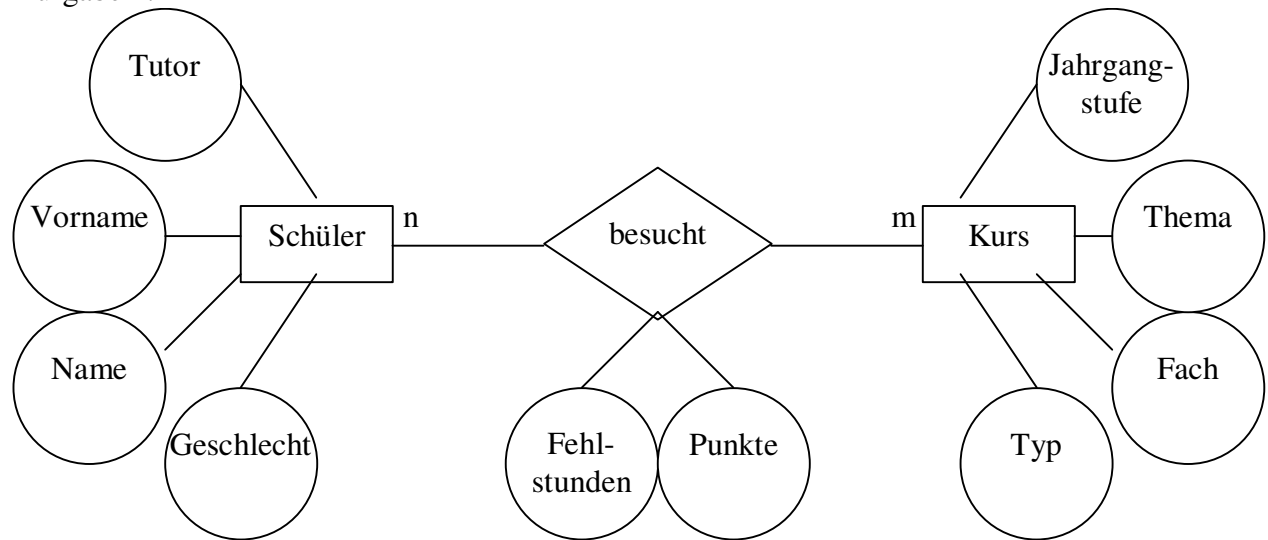 Tutor
Jahrgang-
stufe
Vorname
Schüler
n
besucht
m
Kurs
Thema
Name
Fach
Geschlecht
Fehl-
stunden
Punkte
Typ